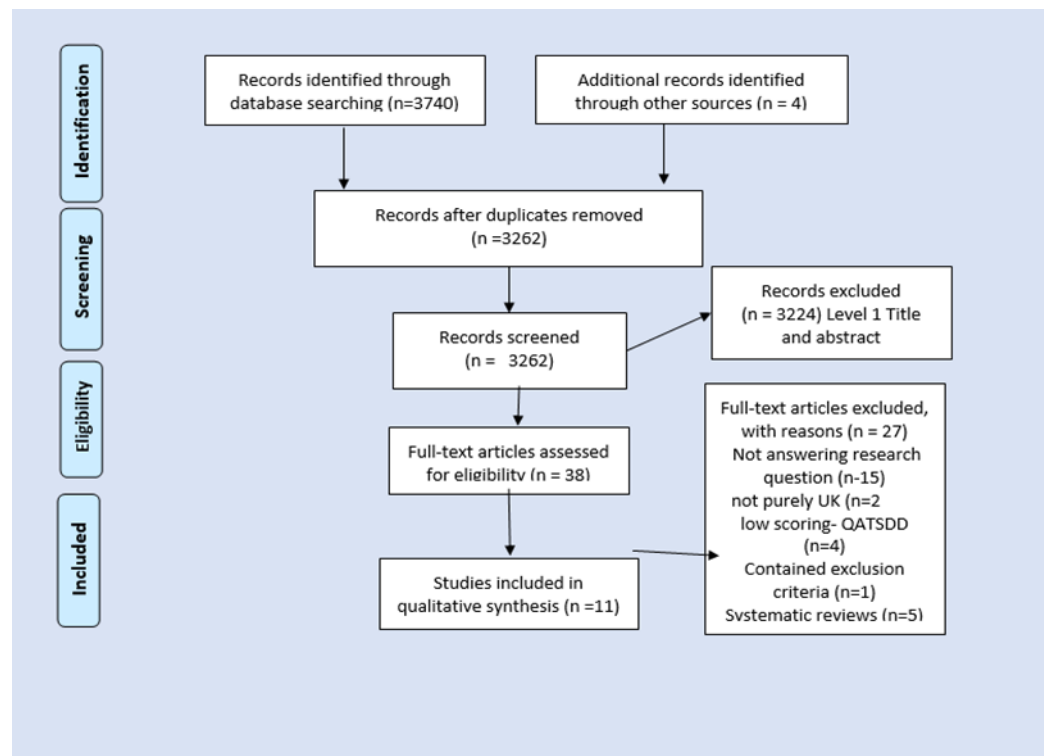 Identification
Records identified through
database searching (n=3740)
Additional records identified
through other sources (n = 4)
Screening
Records after duplicates removed
(n =3262)
Records screened
(n =   3262)
Records excluded
(n = 3224) Level 1 Title
and abstract
Eligibility
Full-text articles assessed
for eligibility (n = 38)
Full-text articles excluded,
with reasons (n = 27)
Not answering research
question (n-15)
not purely UK (n=2
low scoring- QATSDD
(n=4)
Contained exclusion
criteria (n=1)
Systematic reviews (n=5)
Included
Studies included in
qualitative synthesis (n =11)